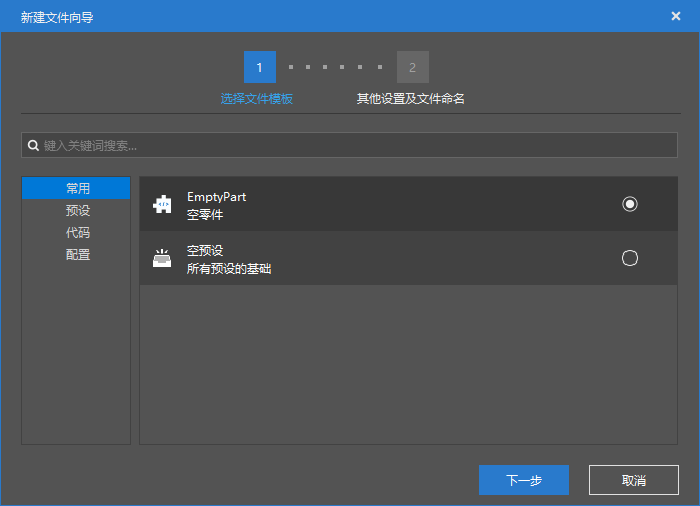 新建文件向导
1
2
选择文件模板
其他设置及文件命名
键入关键词搜索...
常用
预设
代码
配置
EmptyPart
空零件
空预设
所有预设的基础
下一步
取消